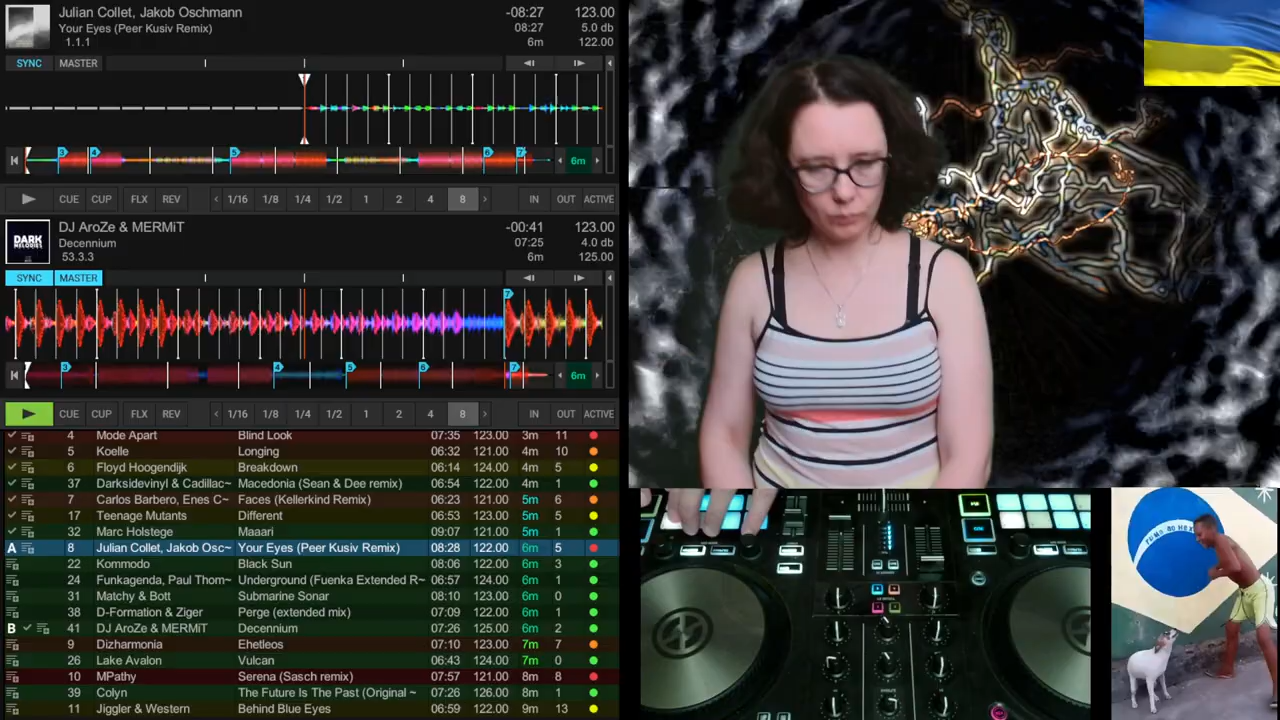 Julian Collet, Jakob Oschmann -08:27 123.00
Your Eyes (Peer Kusiv Remix) 08:27 5.0 db
1.1.1 6m 122.00
SYNC MASTER
3 4 5 6 7 6m
CUE CUP FLX REV 1/16 1/8 1/4 1/2 1 2 4 8 IN OUT ACTIVE
DJ AroZe & MERMiT -00:41 123.00
DARK MELODIES Decennium 07:25 4.0 db
53.3.3 6m 125.00
SYNC MASTER
7
3 4 5 6 7 6m
CUE CUP FLX REV 1/16 1/8 1/4 1/2 1 2 4 8 IN OUT ACTIVE
4 Mode Apart Blind Look 07:35 123.00 3m 11
5 Koelle Longing 06:32 121.00 4m 10
6 Floyd Hoogendijk Breakdown 06:14 124.00 4m 5
37 Darksidevinyl & Cadillac~ Macedonia (Sean & Dee remix) 06:54 122.00 4m 1
7 Carlos Barbero, Enes C~ Faces (Kellerkind Remix) 06:23 121.00 5m 6
17 Teenage Mutants Different 06:53 123.00 5m 5
32 Marc Holstege Maaari 09:07 121.00 5m 1
A 8 Julian Collet, Jakob Osc~ Your Eyes (Peer Kusiv Remix) 08:28 122.00 6m 5
22 Kommodo Black Sun 08:06 122.00 6m 3
24 Funkagenda, Paul Thom~ Underground (Fuenka Extended R~ 06:57 124.00 6m 1
31 Matchy & Bott Submarine Sonar 08:10 123.00 6m 0
38 D-Formation & Ziger Perge (extended mix) 07:09 122.00 6m 1
B 41 DJ AroZe & MERMiT Decennium 07:26 125.00 6m 2
9 Dizharmonia Ehetleos 07:10 123.00 7m 7
26 Lake Avalon Vulcan 06:43 124.00 7m 0
10 MPathy Serena (Sasch remix) 07:57 121.00 8m 8
39 Colyn The Future Is The Past (Original ~ 07:26 126.00 8m 1
11 Jiggler & Western Behind Blue Eyes 06:59 122.00 9m 13